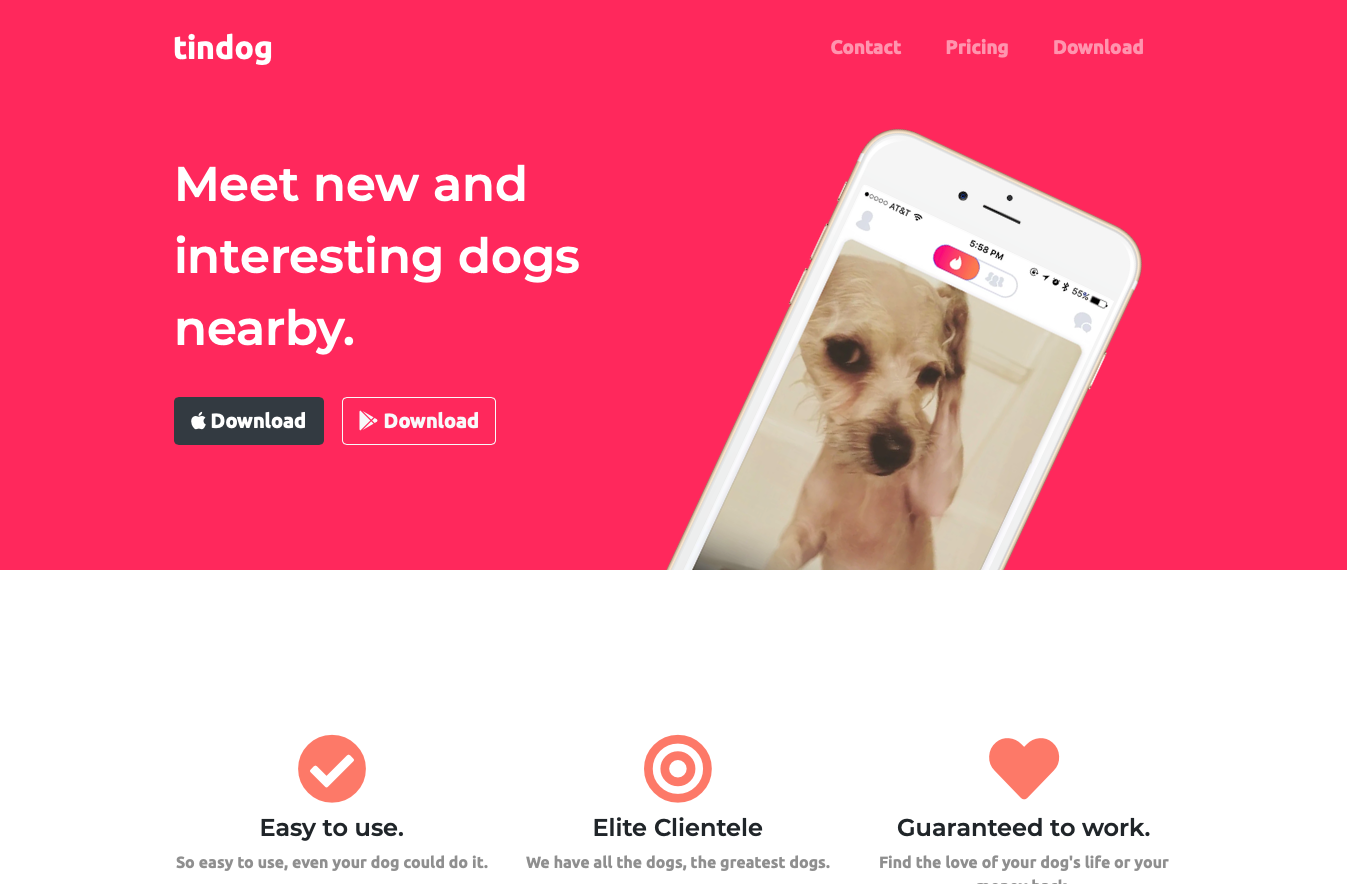 tindog
Contact Pricing Download
Meet new and
interesting dogs
nearby.
Download Download
AT&T
5:58 PM
55%
Easy to use. Elite Clientele Guaranteed to work.
So easy to use, even your dog could do it. We have all the dogs, the greatest dogs. Find the love of your dog's life or your
money back.